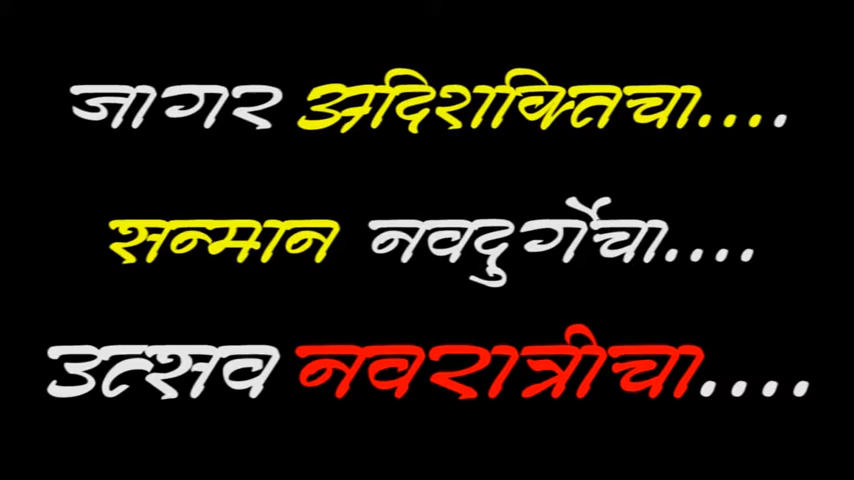 जागर अदिशक्तिचा....
सन्मान नवदुर्गेचा....
उत्सव नवरात्रीचा....